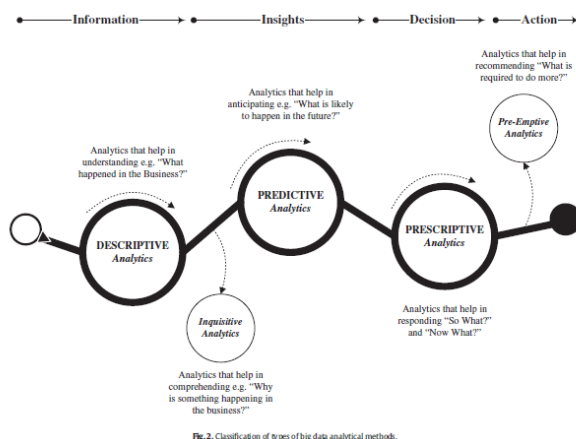 Information Insights Decision Action
Analytics that help in
recommending “What is
required to do more?”
Analytics that help in
anticipating e.g. “What is likely
to happen in the future?”
Pre-Emptive
Analytics
Analytics that help in
understanding e.g. “What
happened in the Business?”
PREDICTIVE
Analytics
DESCRIPTIVE
Analytics
PRESCRIPTIVE
Analytics
Inquisitive
Analytics
Analytics that help in
responding “So What?”
and “Now What?”
Analytics that help in
comprehending e.g. “Why
is something happening in
the business?”
Fig. 2. Classification of types of big data analytical methods.